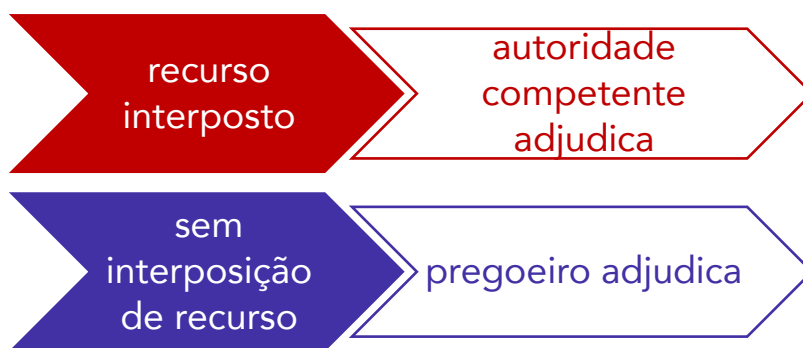 recurso
interposto
autoridade
competente
adjudica
sem
interposição
de recurso
pregoeiro adjudica